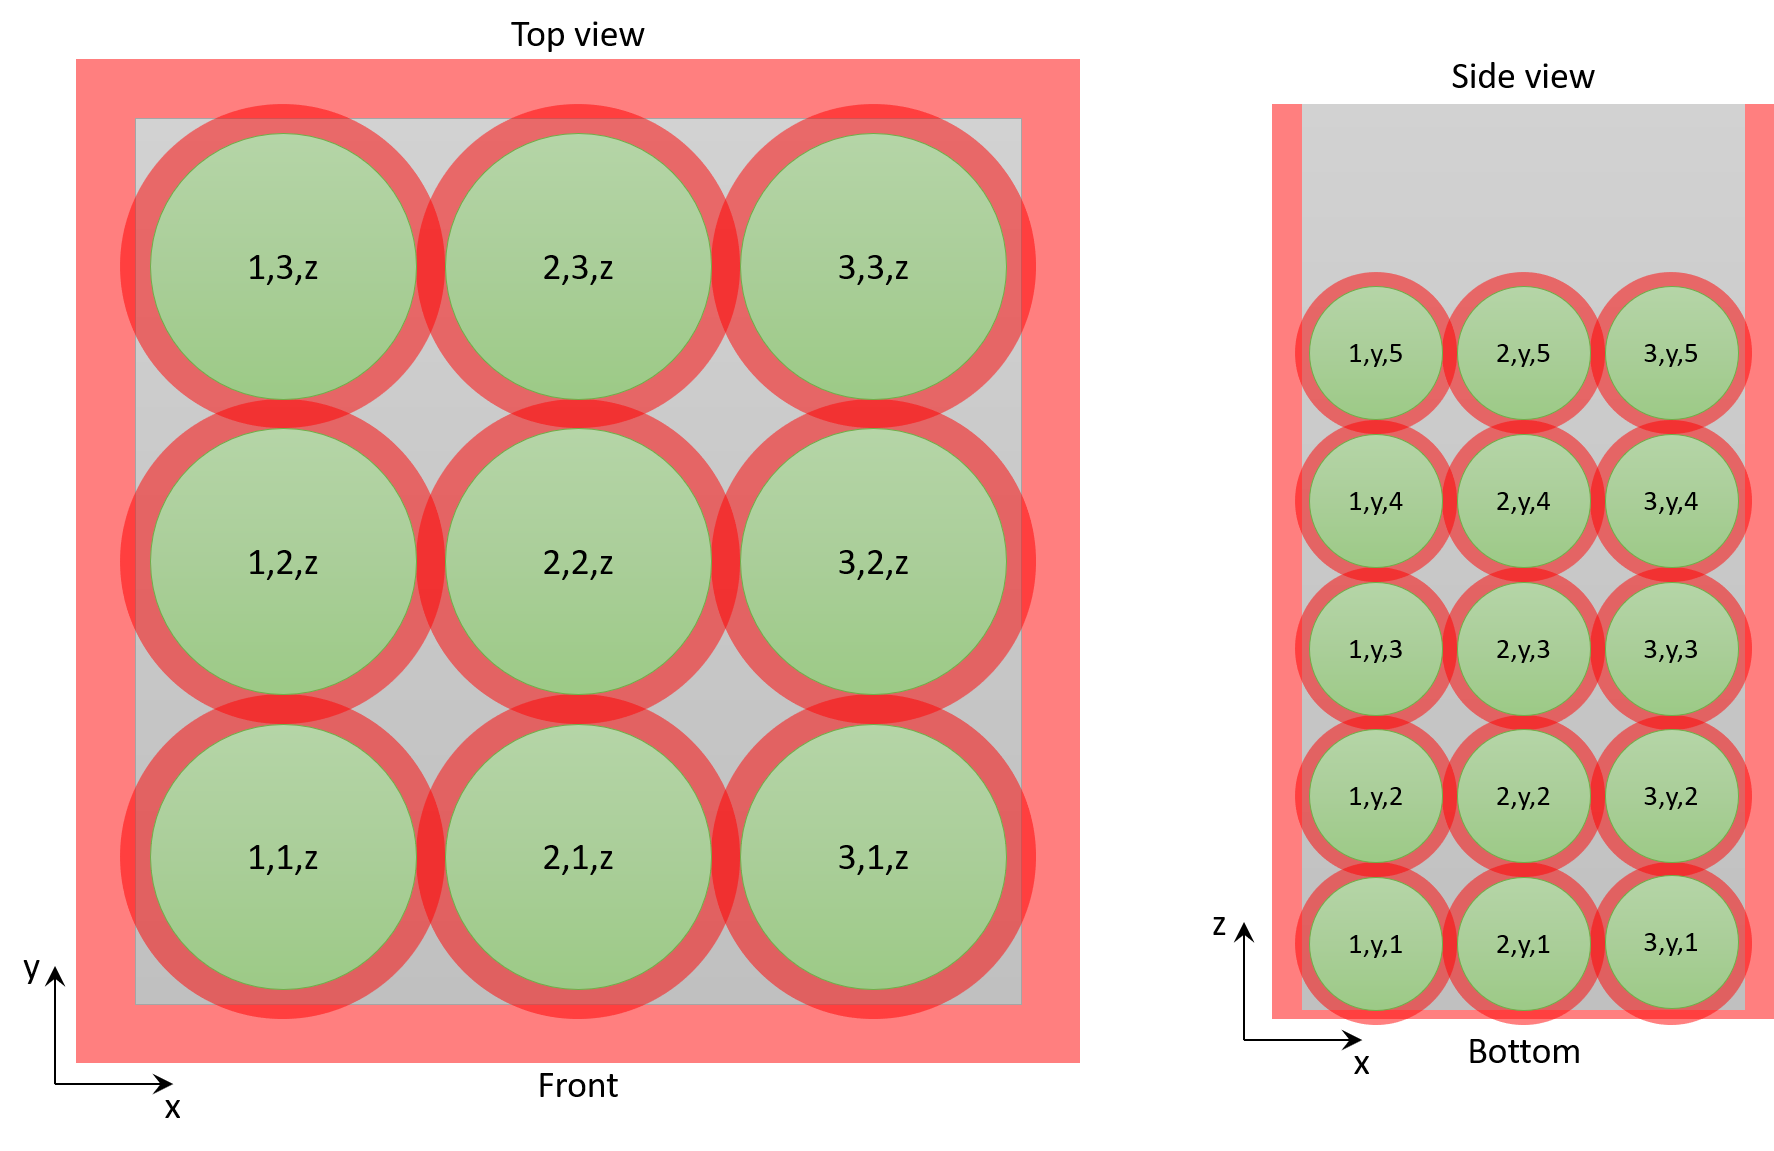 Top view
1,3,z 2,3,z 3,3,z
1,2,z 2,2,z 3,2,z
1,1,z 2,1,z 3,1,z
y
x
Front
Side view
1,y,5 2,y,5 3,y,5
1,y,4 2,y,4 3,y,4
1,y,3 2,y,3 3,y,3
1,y,2 2,y,2 3,y,2
1,y,1 2,y,1 3,y,1
z
x
Bottom